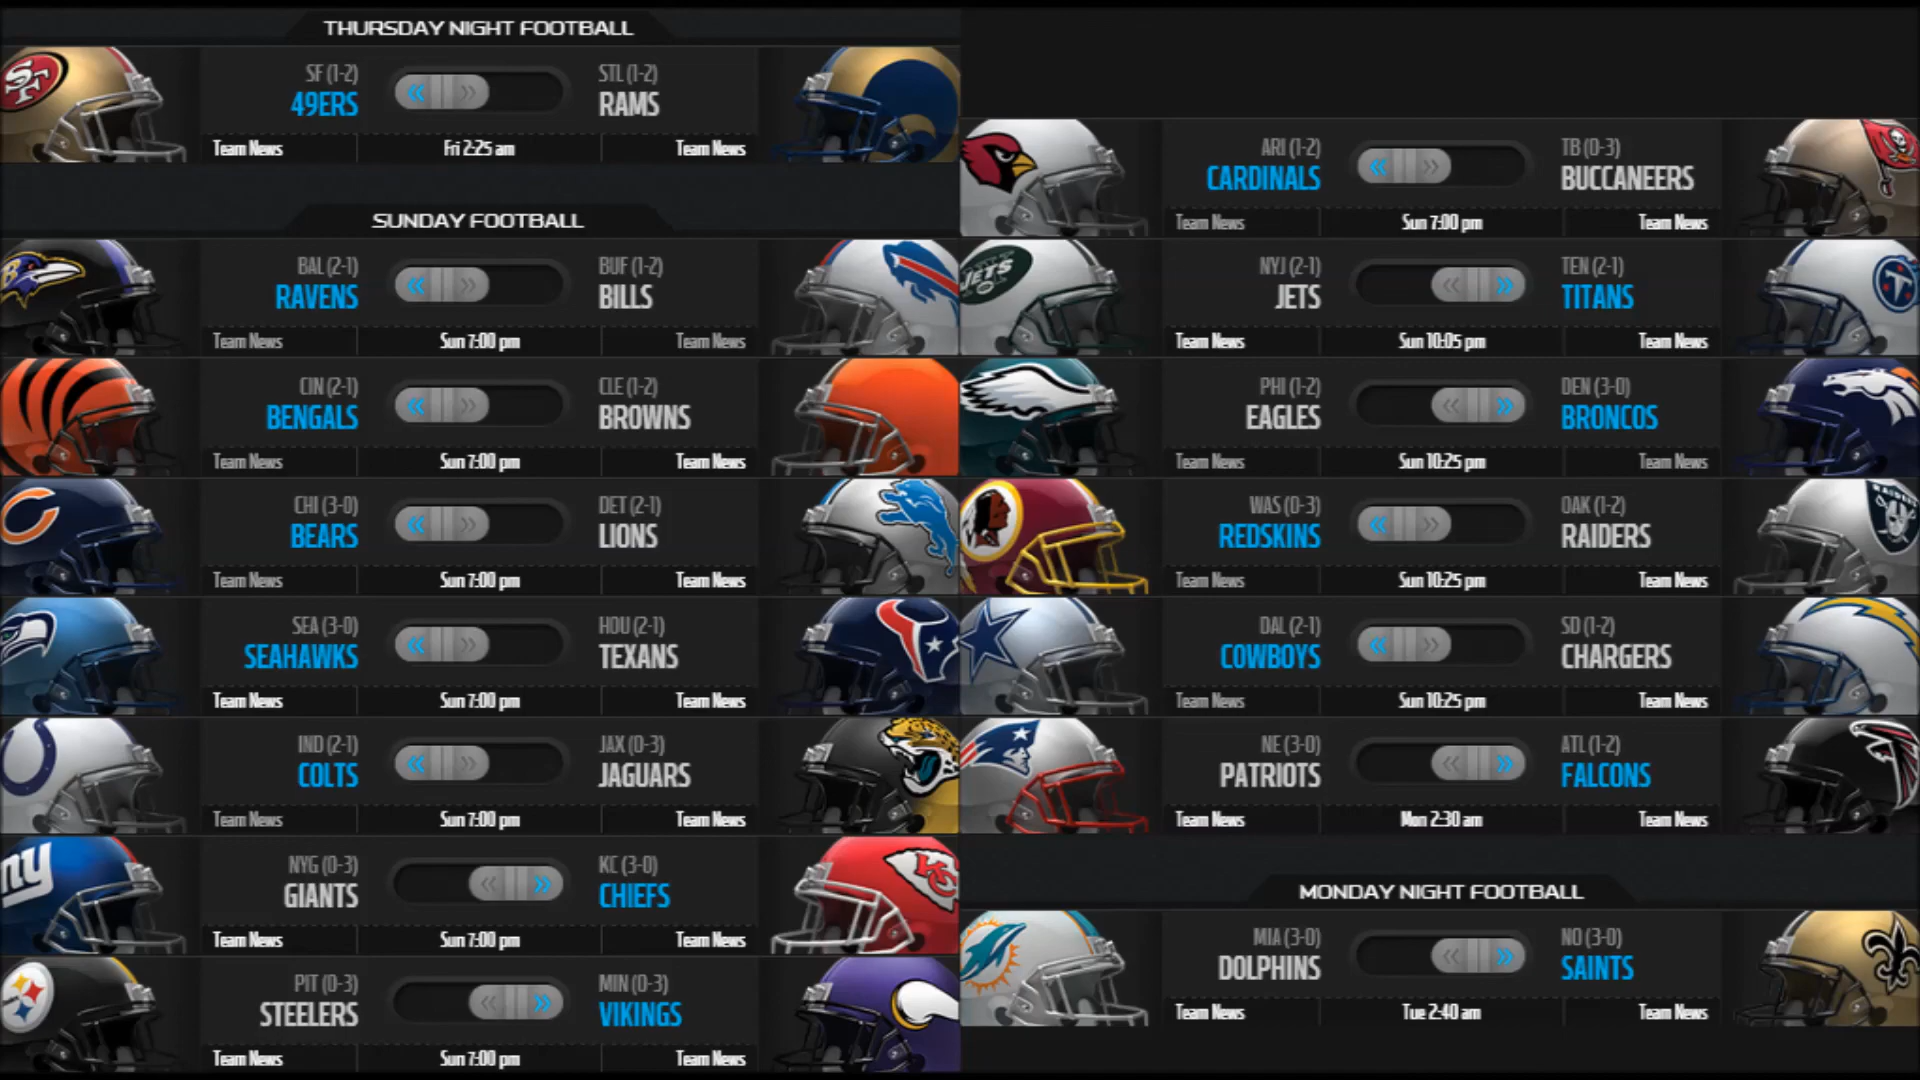 THURSDAY NIGHT FOOTBALL
SF (1-2) STL (1-2)
49ERS RAMS
Team News Fri 2:25 am Team News
SUNDAY FOOTBALL
BAL (2-1) BUF (1-2)
RAVENS BILLS
Team News Sun 7:00 pm Team News
CIN (2-1) CLE (1-2)
BENGALS BROWNS
Team News Sun 7:00 pm Team News
CHI (3-0) DET (2-1)
BEARS LIONS
Team News Sun 7:00 pm Team News
SEA (3-0) HOU (2-1)
SEAHAWKS TEXANS
Team News Sun 7:00 pm Team News
IND (2-1) JAX (0-3)
COLTS JAGUARS
Team News Sun 7:00 pm Team News
ny
NYG (0-3) KC (3-0)
GIANTS CHIEFS
KC
Team News Sun 7:00 pm Team News
PIT (0-3) MIN (0-3)
STEELERS VIKINGS
Team News Sun 7:00 pm Team News
ARI (1-2) TB (0-3)
CARDINALS BUCCANEERS
Team News Sun 7:00 pm Team News
JETS
NYJ (2-1) TEN (2-1)
JETS TITANS
Team News Sun 10:05 pm Team News
PHI (1-2) DEN (3-0)
EAGLES BRONCOS
Team News Sun 10:25 pm Team News
RAIDERS
WAS (0-3) OAK (1-2)
REDSKINS RAIDERS
Team News Sun 10:25 pm Team News
DAL (2-1) SD (1-2)
COWBOYS CHARGERS
Team News Sun 10:25 pm Team News
NE (3-0) ATL (1-2)
PATRIOTS FALCONS
Team News Mon 2:30 am Team News
MONDAY NIGHT FOOTBALL
MIA (3-0) NO (3-0)
DOLPHINS SAINTS
Team News Tue 2:40 am Team News